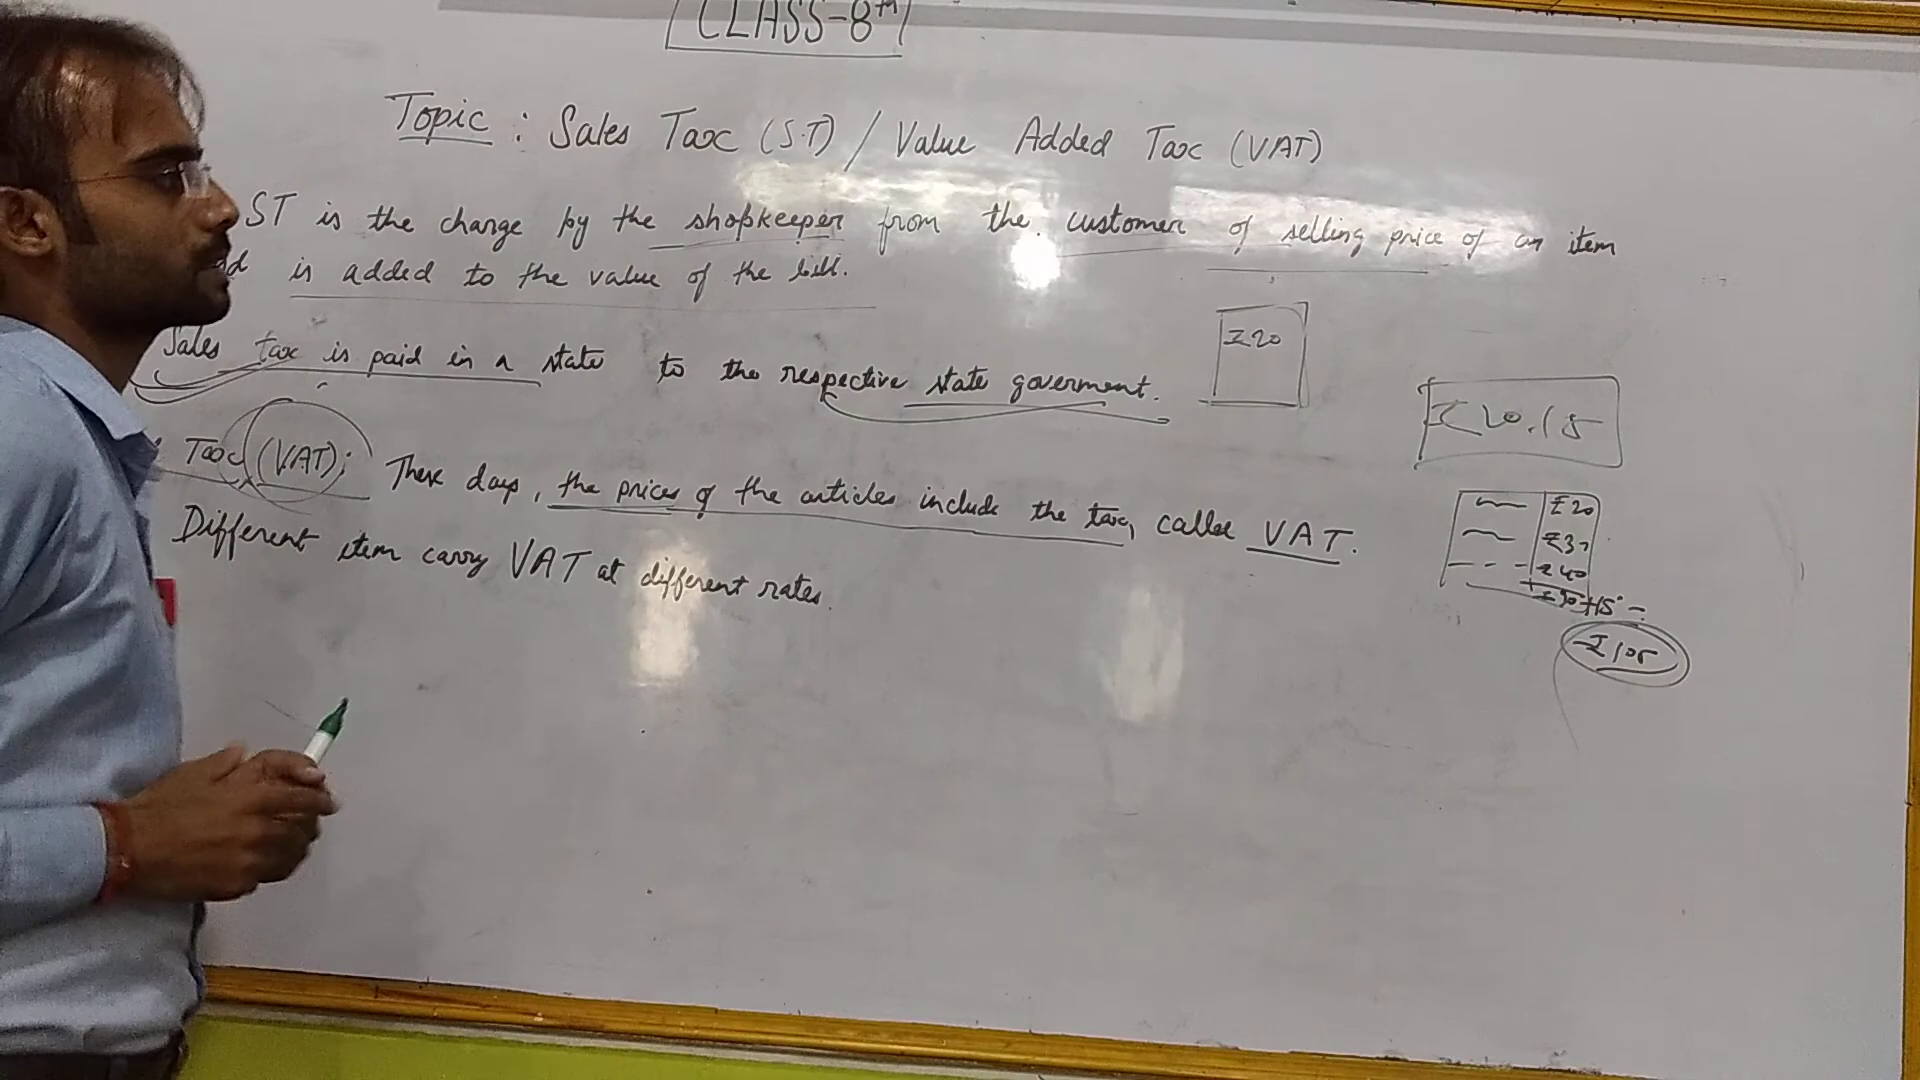 CLASS-8th
Topic : Sales Tax (S.T) / Value Added Tax (VAT)
ST is the charge by the shopkeeper from the customer of selling price of an item
is added to the value of the bill.
Sales tax is paid in a state to the respective state goverment.
₹20
₹20.15
Tax (VAT): These days, the prices of the articles include the tax, called VAT.
Different item carry VAT at different rates.
₹20
₹30
₹40
₹90+15
₹105